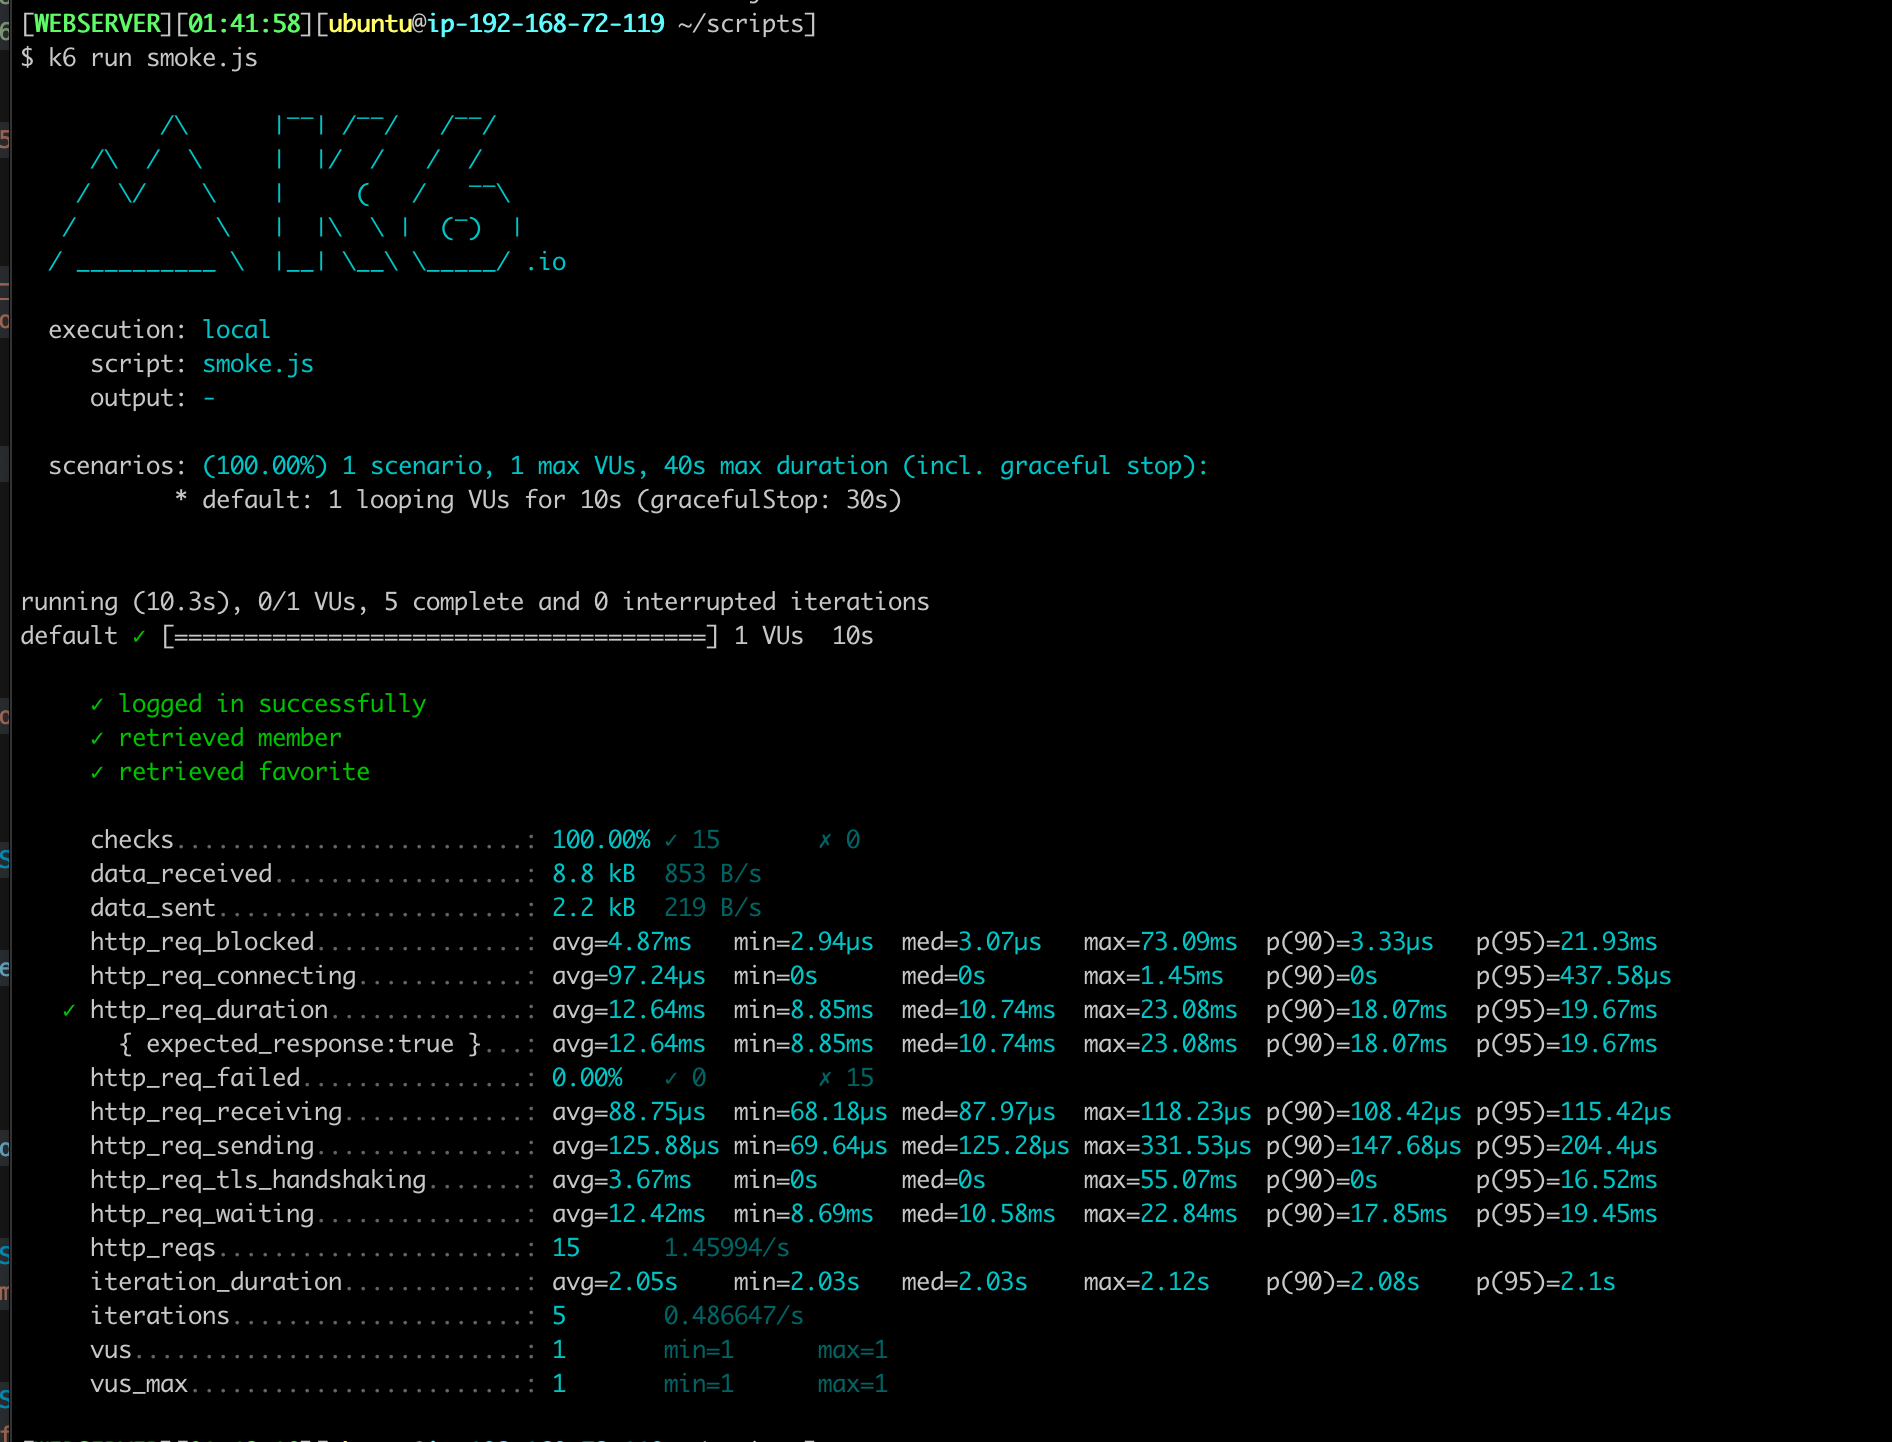 [WEBSERVER][01:41:58][ubuntu@ip-192-168-72-119 ~/scripts]
$ k6 run smoke.js
          /\      |‾‾| /‾‾/   /‾‾/
     /\  /  \     |  |/  /   /  /
    /  \/    \    |     (   /   ‾‾\
   /          \   |  |\  \ |  (‾)  |
  / __________ \  |__| \__\ \_____/ .io
execution: local
script: smoke.js
output: -
scenarios: (100.00%) 1 scenario, 1 max VUs, 40s max duration (incl. graceful stop):
* default: 1 looping VUs for 10s (gracefulStop: 30s)
running (10.3s), 0/1 VUs, 5 complete and 0 interrupted iterations
default ✓ [======================================] 1 VUs  10s
✓ logged in successfully
✓ retrieved member
✓ retrieved favorite
checks.........................: 100.00% ✓ 15       ✗ 0
data_received..................: 8.8 kB  853 B/s
data_sent......................: 2.2 kB  219 B/s
http_req_blocked...............: avg=4.87ms   min=2.94µs  med=3.07µs   max=73.09ms  p(90)=3.33µs   p(95)=21.93ms
http_req_connecting............: avg=97.24µs  min=0s      med=0s       max=1.45ms   p(90)=0s       p(95)=437.58µs
✓ http_req_duration..............: avg=12.64ms  min=8.85ms  med=10.74ms  max=23.08ms  p(90)=18.07ms  p(95)=19.67ms
{ expected_response:true }...: avg=12.64ms  min=8.85ms  med=10.74ms  max=23.08ms  p(90)=18.07ms  p(95)=19.67ms
http_req_failed................: 0.00%   ✓ 0        ✗ 15
http_req_receiving.............: avg=88.75µs  min=68.18µs med=87.97µs  max=118.23µs p(90)=108.42µs p(95)=115.42µs
http_req_sending...............: avg=125.88µs min=69.64µs med=125.28µs max=331.53µs p(90)=147.68µs p(95)=204.4µs
http_req_tls_handshaking.......: avg=3.67ms   min=0s      med=0s       max=55.07ms  p(90)=0s       p(95)=16.52ms
http_req_waiting...............: avg=12.42ms  min=8.69ms  med=10.58ms  max=22.84ms  p(90)=17.85ms  p(95)=19.45ms
http_reqs......................: 15      1.45994/s
iteration_duration.............: avg=2.05s    min=2.03s   med=2.03s    max=2.12s    p(90)=2.08s    p(95)=2.1s
iterations.....................: 5       0.486647/s
vus............................: 1       min=1      max=1
vus_max........................: 1       min=1      max=1